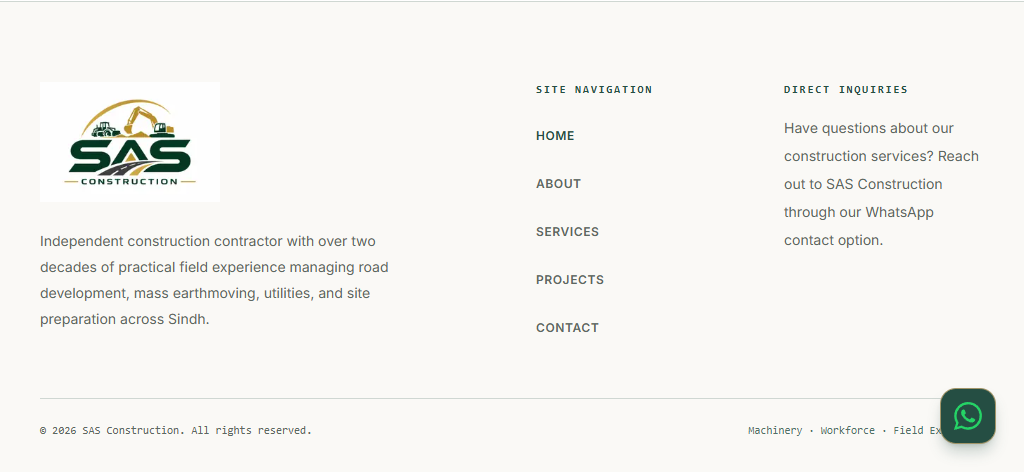 SAS
CONSTRUCTION
Independent construction contractor with over two
decades of practical field experience managing road
development, mass earthmoving, utilities, and site
preparation across Sindh.
SITE NAVIGATION
HOME
ABOUT
SERVICES
PROJECTS
CONTACT
DIRECT INQUIRIES
Have questions about our
construction services? Reach
out to SAS Construction
through our WhatsApp
contact option.
© 2026 SAS Construction. All rights reserved.
Machinery · Workforce · Field